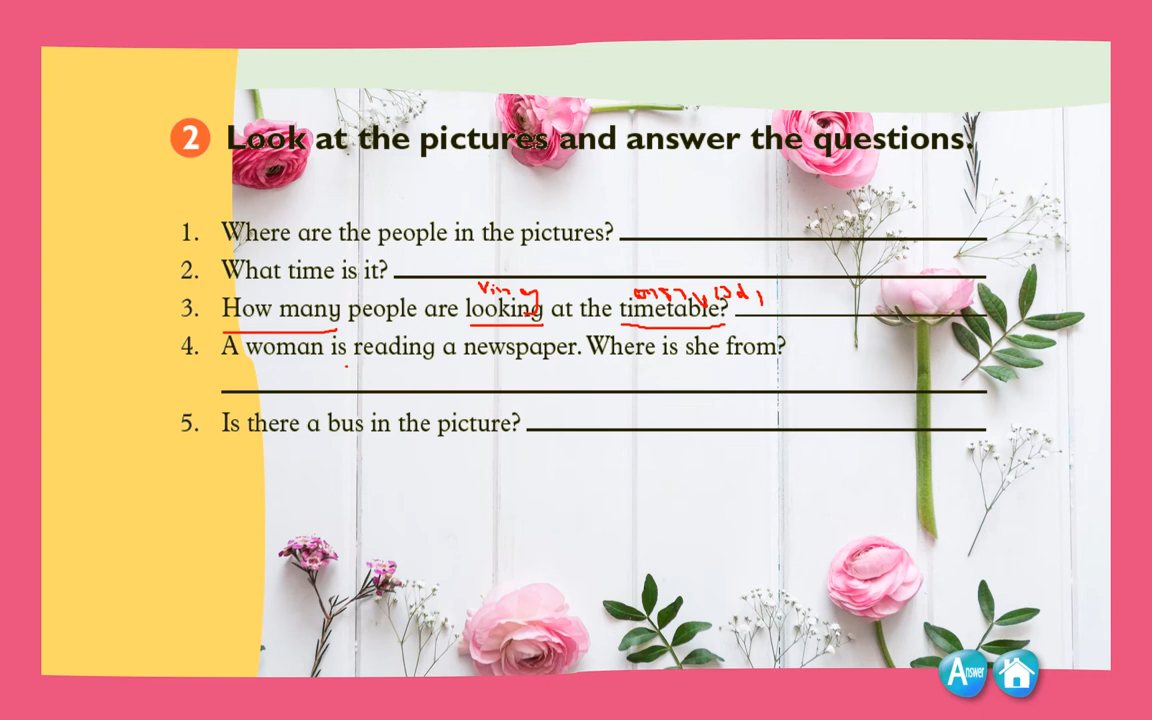 2 Look at the pictures and answer the questions.
1. Where are the people in the pictures?
2. What time is it?
3. How many people are looking at the timetable?
4. A woman is reading a newspaper. Where is she from?
5. Is there a bus in the picture?
Answer